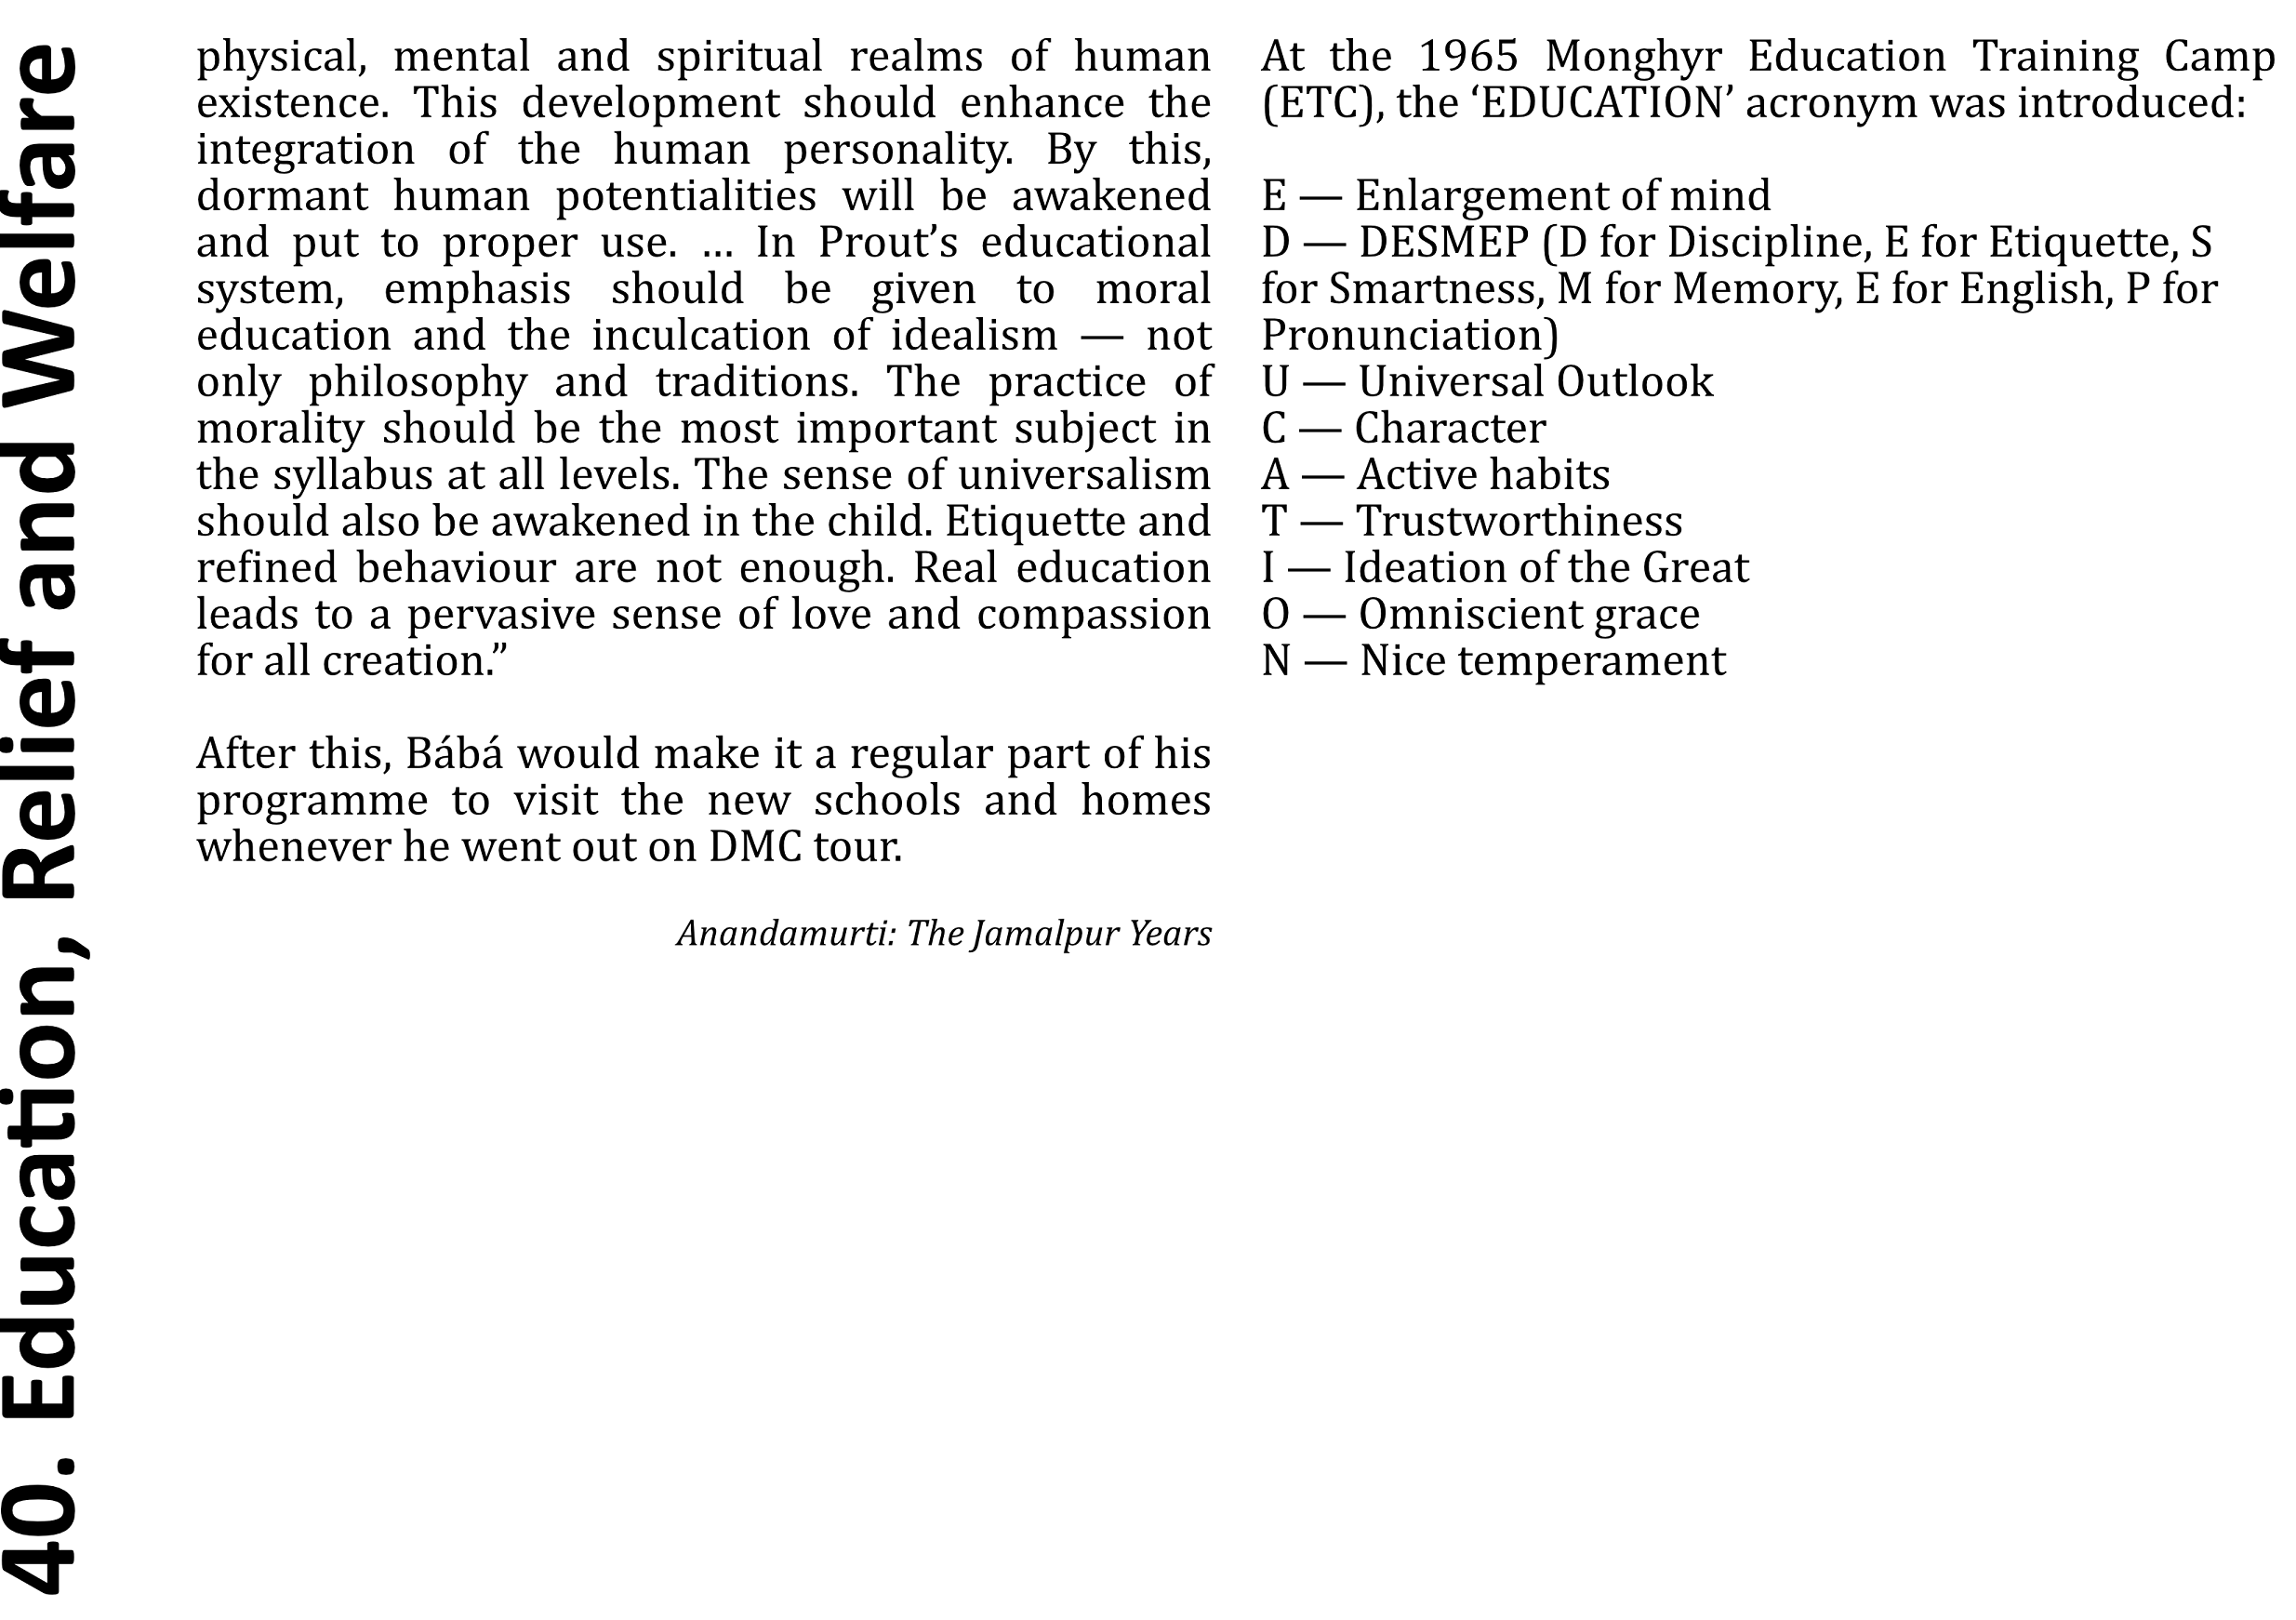 40. Education, Relief and Welfare
physical, mental and spiritual realms of human
existence. This development should enhance the
integration of the human personality. By this,
dormant human potentialities will be awakened
and put to proper use. ... In Prout’s educational
system, emphasis should be given to moral
education and the inculcation of idealism — not
only philosophy and traditions. The practice of
morality should be the most important subject in
the syllabus at all levels. The sense of universalism
should also be awakened in the child. Etiquette and
refined behaviour are not enough. Real education
leads to a pervasive sense of love and compassion
for all creation.”
After this, Bábá would make it a regular part of his
programme to visit the new schools and homes
whenever he went out on DMC tour.
Anandamurti: The Jamalpur Years
At the 1965 Monghyr Education Training Camp
(ETC), the ‘EDUCATION’ acronym was introduced:
E — Enlargement of mind
D — DESMEP (D for Discipline, E for Etiquette, S
for Smartness, M for Memory, E for English, P for
Pronunciation)
U — Universal Outlook
C — Character
A — Active habits
T — Trustworthiness
I — Ideation of the Great
O — Omniscient grace
N — Nice temperament